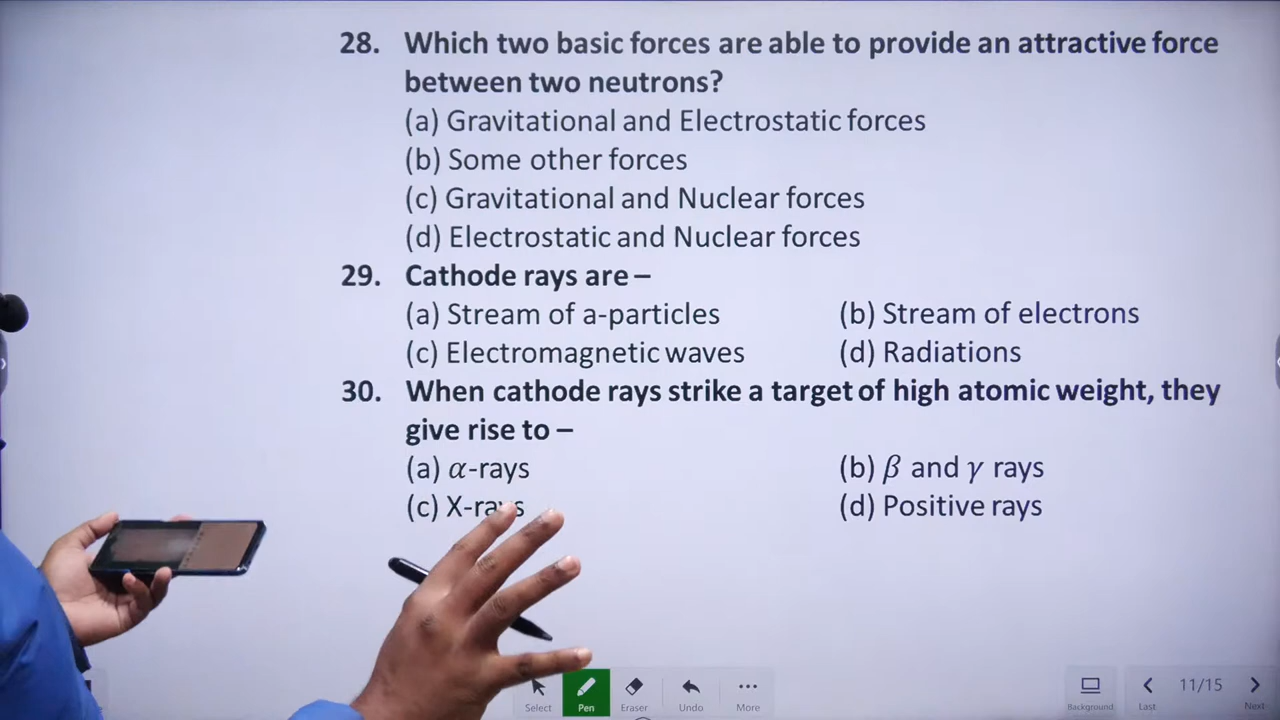 28. Which two basic forces are able to provide an attractive force
between two neutrons?
(a) Gravitational and Electrostatic forces
(b) Some other forces
(c) Gravitational and Nuclear forces
(d) Electrostatic and Nuclear forces
29. Cathode rays are –
(a) Stream of a-particles (b) Stream of electrons
(c) Electromagnetic waves (d) Radiations
30. When cathode rays strike a target of high atomic weight, they
give rise to –
(a) α-rays (b) β and γ rays
(c) X-rays (d) Positive rays
Select Pen Eraser Undo More Background Last 11/15 Next